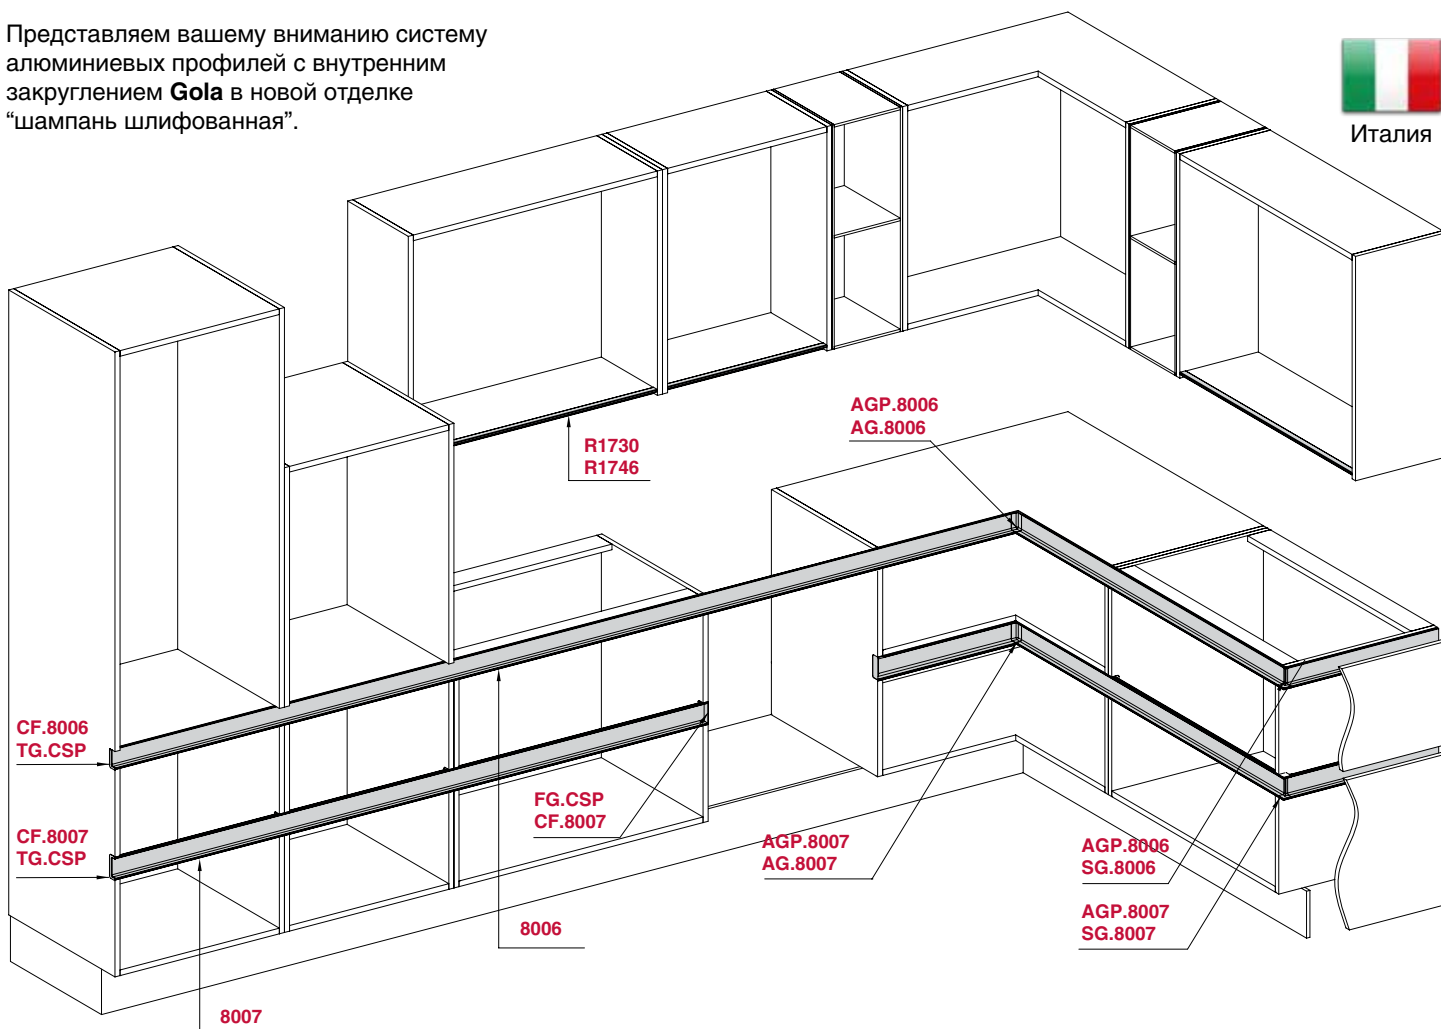 Представляем вашему вниманию систему
алюминиевых профилей с внутренним
закруглением Gola в новой отделке
“шампань шлифованная”.
Италия
AGP.8006
AG.8006
R1730
R1746
CF.8006
TG.CSP
FG.CSP
CF.8007
CF.8007
TG.CSP
AGP.8007
AG.8007
AGP.8006
SG.8006
AGP.8007
SG.8007
8006
8007